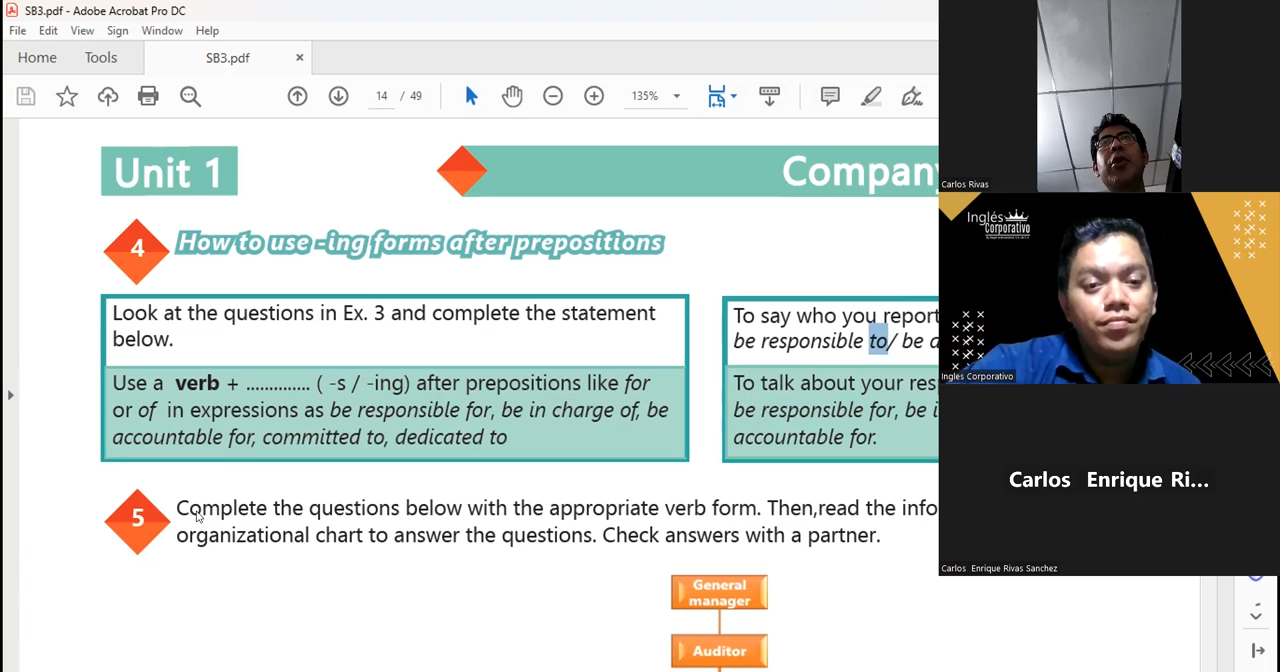 SB3.pdf - Adobe Acrobat Pro DC
File Edit View Sign Window Help
Home Tools SB3.pdf ×
14 / 49 135%
Unit 1
Company
4 How to use -ing forms after prepositions
Look at the questions in Ex. 3 and complete the statement
below.
Use a verb + ............. ( -s / -ing) after prepositions like for
or of in expressions as be responsible for, be in charge of, be
accountable for, committed to, dedicated to
To say who you report
be responsible to/ be a
To talk about your res
be responsible for, be i
accountable for.
5 Complete the questions below with the appropriate verb form. Then,read the info
organizational chart to answer the questions. Check answers with a partner.
General
manager
Auditor
Carlos Rivas
Inglés
Corporativo
Ingles Corporativo
Carlos Enrique Ri...
Carlos Enrique Rivas Sanchez